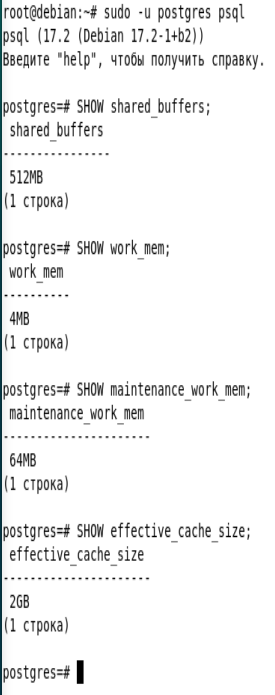 root@debian:~# sudo -u postgres psql
psql (17.2 (Debian 17.2-1+b2))
Введите "help", чтобы получить справку.
postgres=# SHOW shared_buffers;
shared_buffers
----------------
512MB
(1 строка)
postgres=# SHOW work_mem;
work_mem
----------
4MB
(1 строка)
postgres=# SHOW maintenance_work_mem;
maintenance_work_mem
----------------------
64MB
(1 строка)
postgres=# SHOW effective_cache_size;
effective_cache_size
----------------------
2GB
(1 строка)
postgres=#